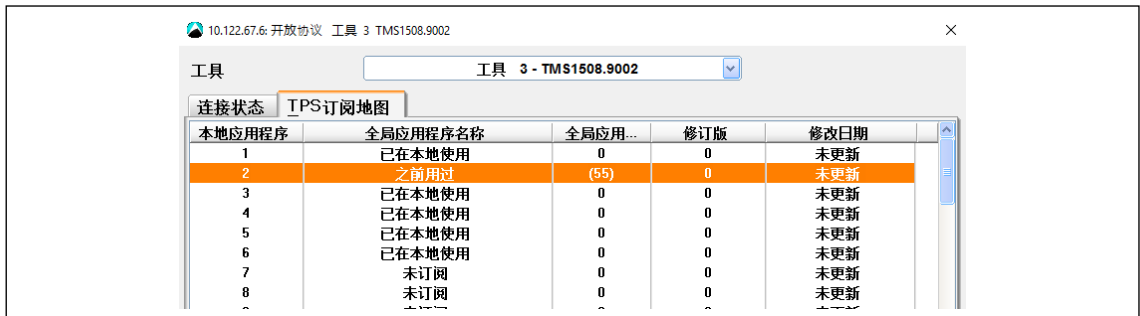 10.122.67.6: 开放协议 工具 3 TMS1508.9002
工具 工具 3 - TMS1508.9002
连接状态 TPS订阅地图
本地应用程序 全局应用程序名称 全局应用... 修订版 修改日期
1 已在本地使用 0 0 未更新
2 之前用过 (55) 0 未更新
3 已在本地使用 0 0 未更新
4 已在本地使用 0 0 未更新
5 已在本地使用 0 0 未更新
6 已在本地使用 0 0 未更新
7 未订阅 0 0 未更新
8 未订阅 0 0 未更新